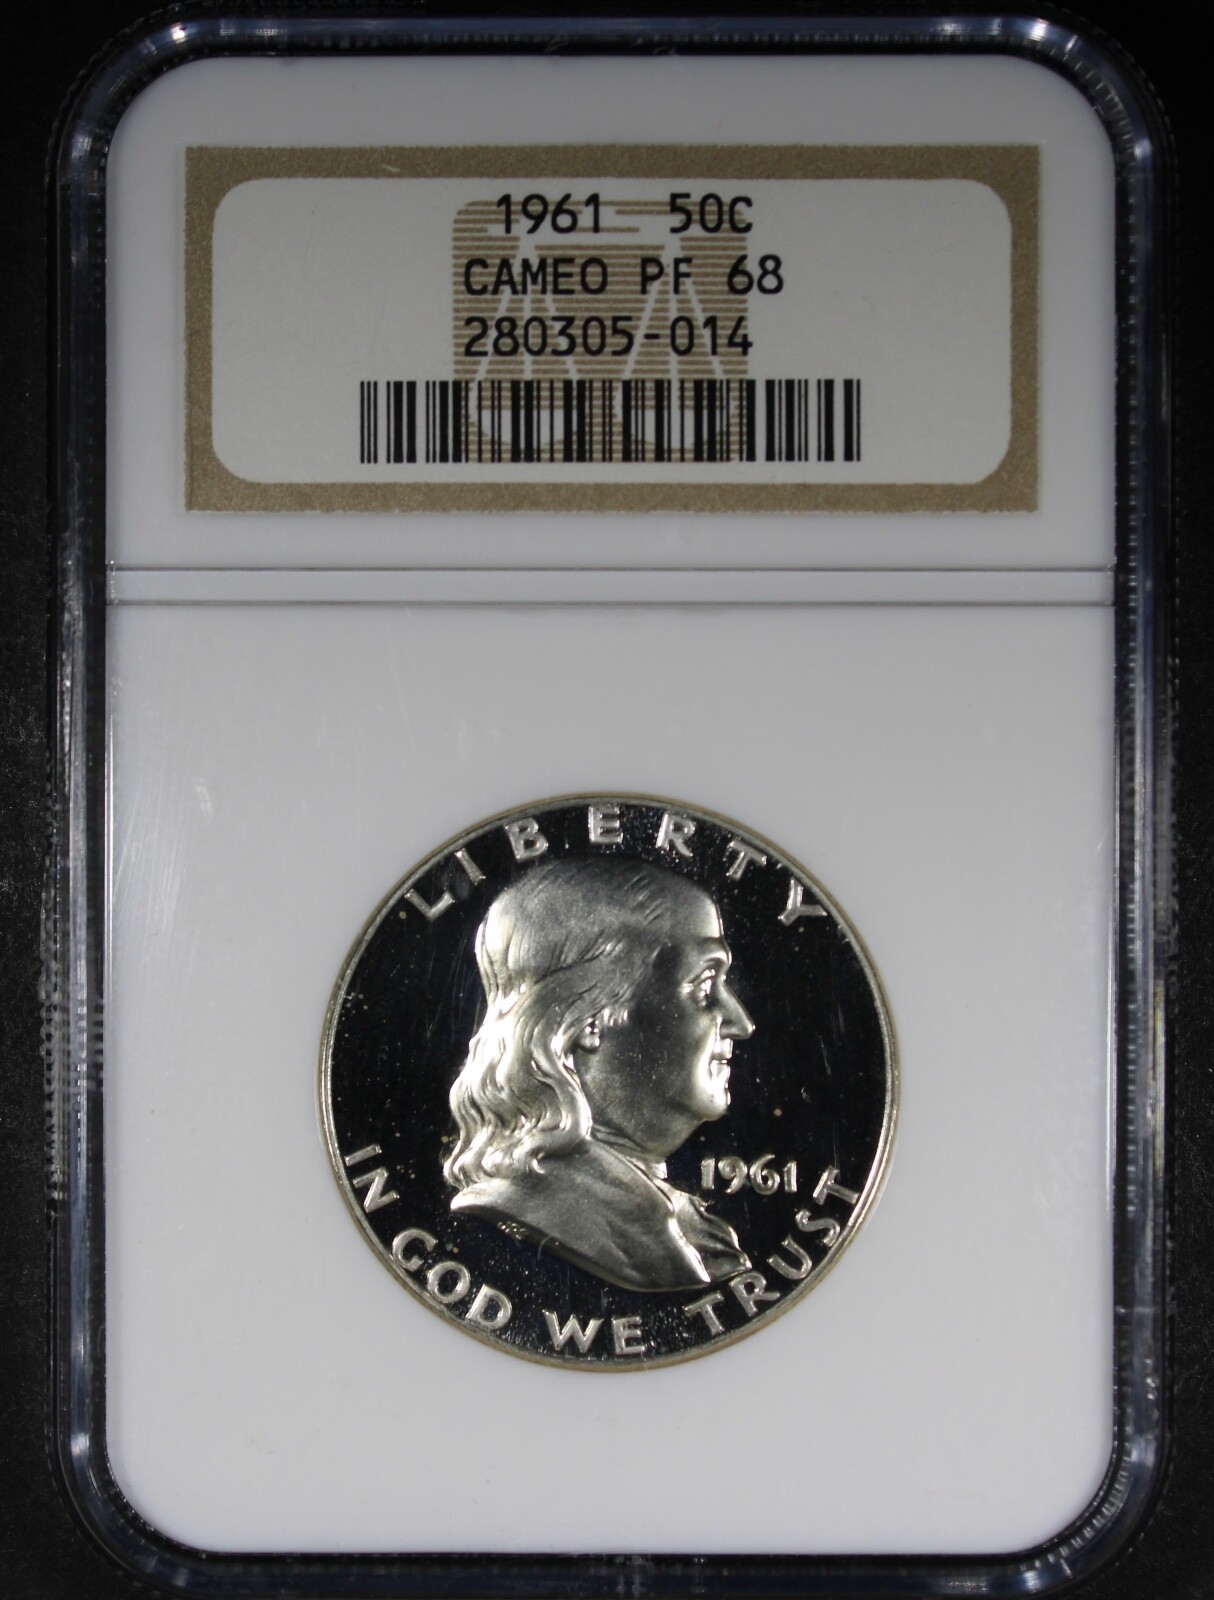 1961 50C
CAMEO PF 68
280305-014
LIBERTY
1961
IN GOD WE TRUST